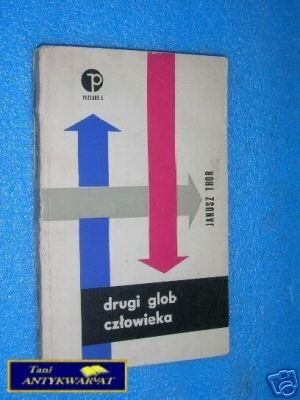 JANUSZ THOR
drugi glob
człowieka
Tani
ANTYKWARIAT